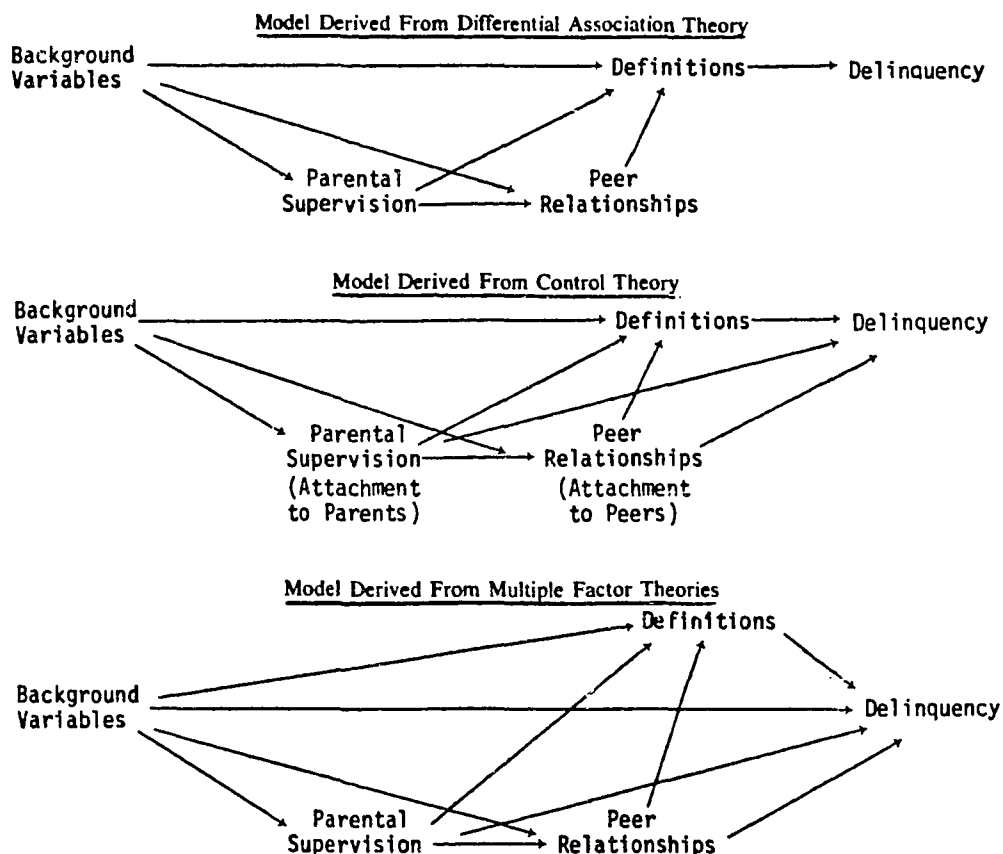 Model Derived From Differential Association Theory
Background
Variables
Definitions
Delinquency
Parental
Supervision
Peer
Relationships
Model Derived From Control Theory
Background
Variables
Definitions
Delinquency
Parental
Supervision
(Attachment
to Parents)
Peer
Relationships
(Attachment
to Peers)
Model Derived From Multiple Factor Theories
Definitions
Background
Variables
Delinquency
Parental
Supervision
Peer
Relationships